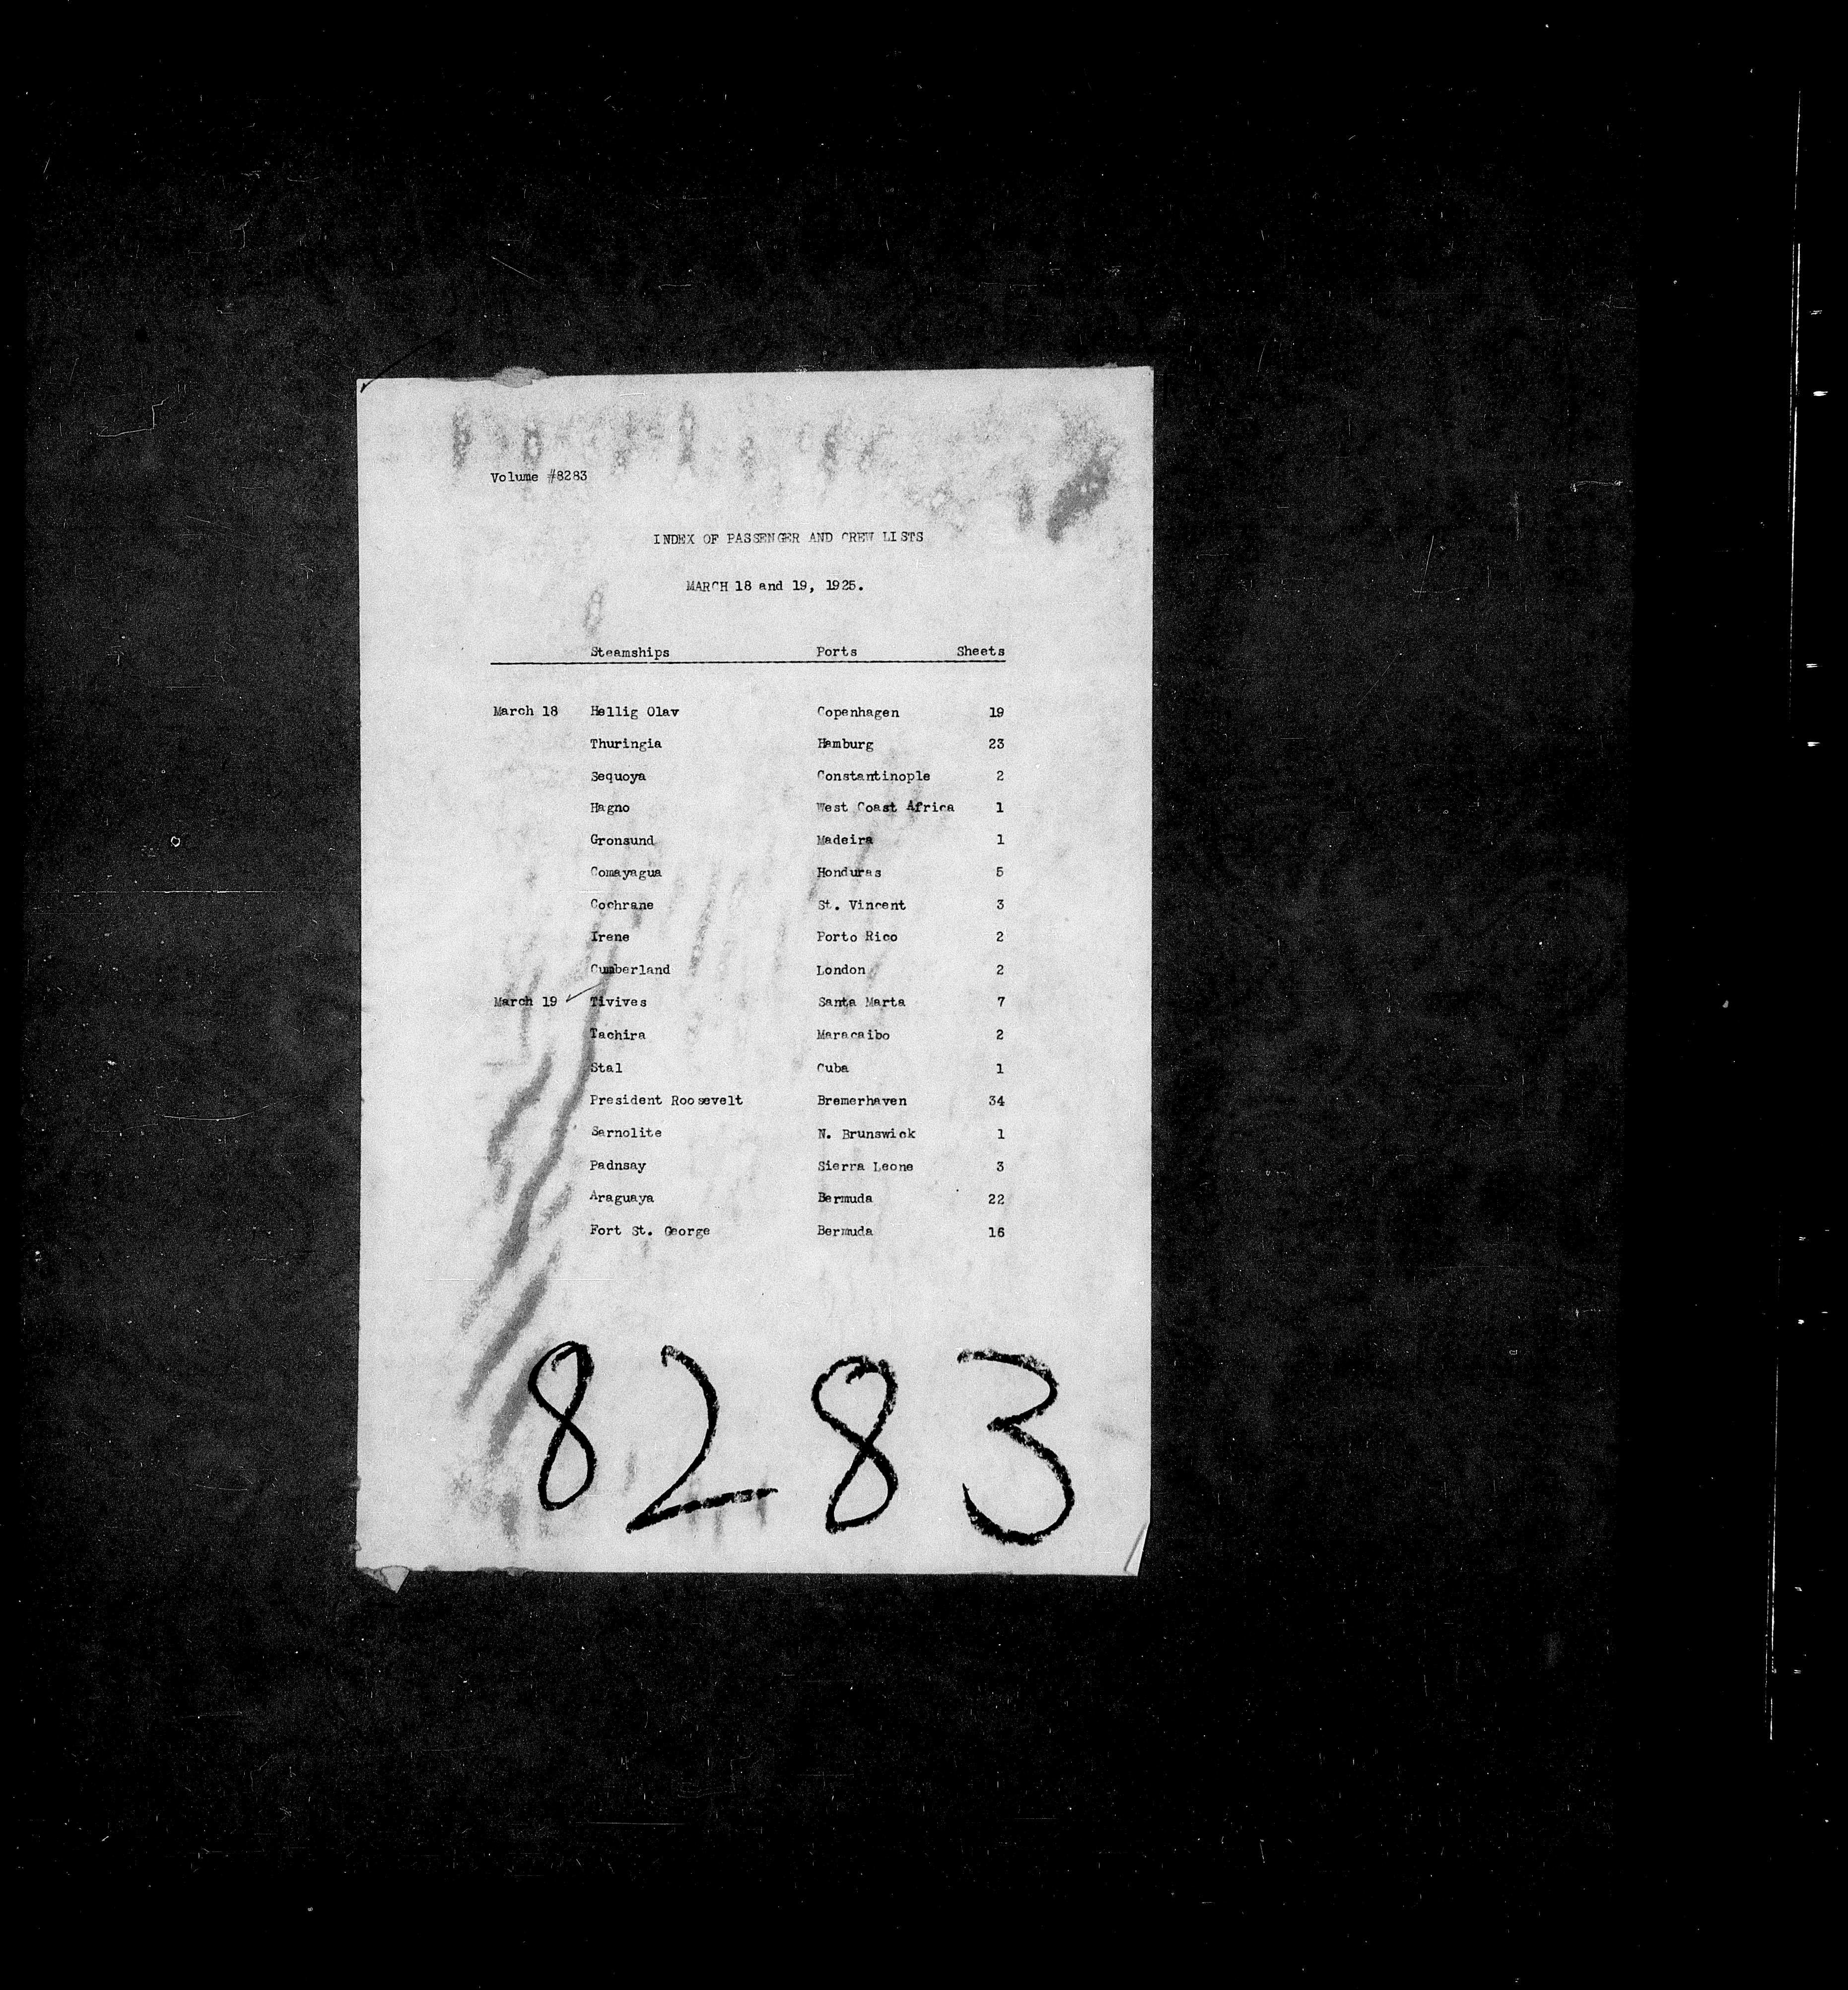 Volume #8283
INDEX OF PASSENGER AND CREW LISTS
MARCH 18 and 19, 1925.
Steamships Ports Sheets
March 18 Hellig Olav Copenhagen 19
Thuringia Hamburg 23
Sequoya Constantinople 2
Hagno West Coast Africa 1
Gronsund Madeira 1
Comayagua Honduras 5
Cochrane St. Vincent 3
Irene Porto Rico 2
Cumberland London 2
March 19 Tivives Santa Marta 7
Tachira Maracaibo 2
Stal Cuba 1
President Roosevelt Bremerhaven 34
Sarnolite N. Brunswick 1
Padnsay Sierra Leone 3
Araguaya Bermuda 22
Fort St. George Bermuda 16
8283